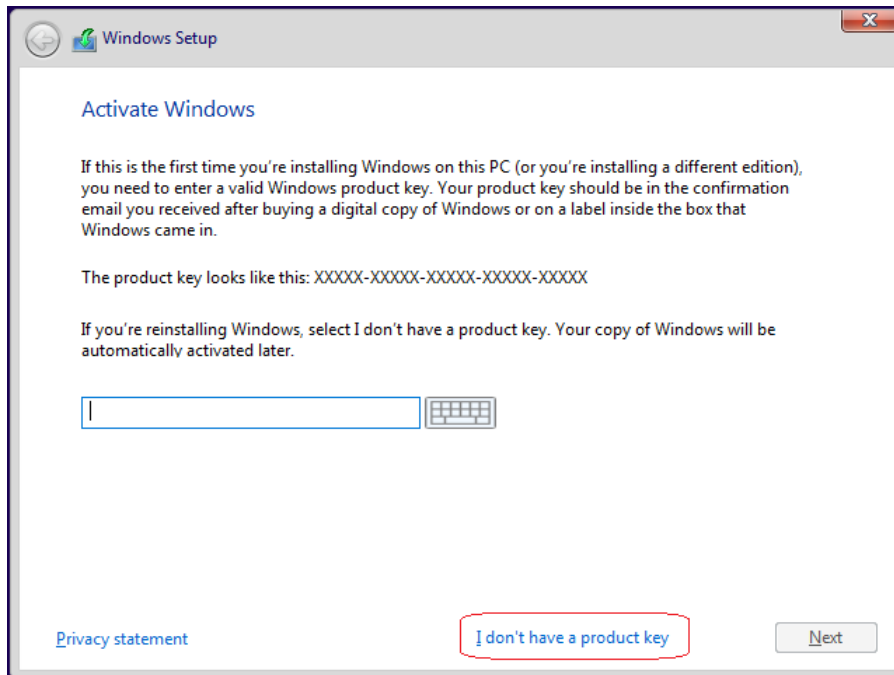 Windows Setup
Activate Windows
If this is the first time you're installing Windows on this PC (or you're installing a different edition),
you need to enter a valid Windows product key. Your product key should be in the confirmation
email you received after buying a digital copy of Windows or on a label inside the box that
Windows came in.
The product key looks like this: XXXXX-XXXXX-XXXXX-XXXXX-XXXXX
If you're reinstalling Windows, select I don't have a product key. Your copy of Windows will be
automatically activated later.
Privacy statement
I don't have a product key
Next